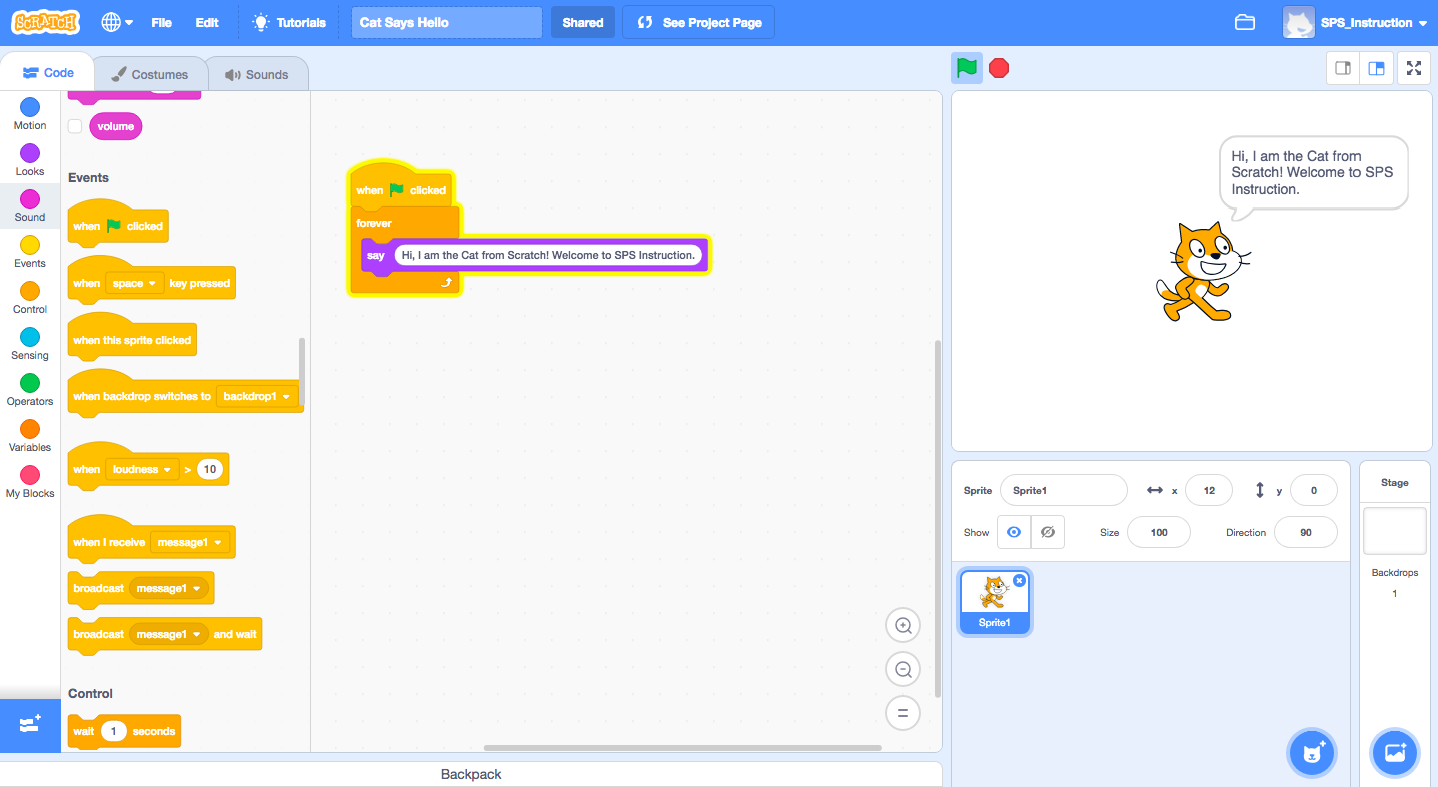 SCRATCH File Edit Tutorials Cat Says Hello Shared See Project Page SPS_Instruction
Code Costumes Sounds
Motion
Looks
Sound
Events
Control
Sensing
Operators
Variables
My Blocks
volume
Events
when clicked
when space key pressed
when this sprite clicked
when backdrop switches to backdrop1
when loudness > 10
when I receive message1
broadcast message1
broadcast message1 and wait
Control
wait 1 seconds
when clicked
forever
say Hi, I am the Cat from Scratch! Welcome to SPS Instruction.
Backpack
Hi, I am the Cat from
Scratch! Welcome to SPS
Instruction.
Sprite Sprite1 x 12 y 0
Show Size 100 Direction 90
Sprite1
Stage
Backdrops
1